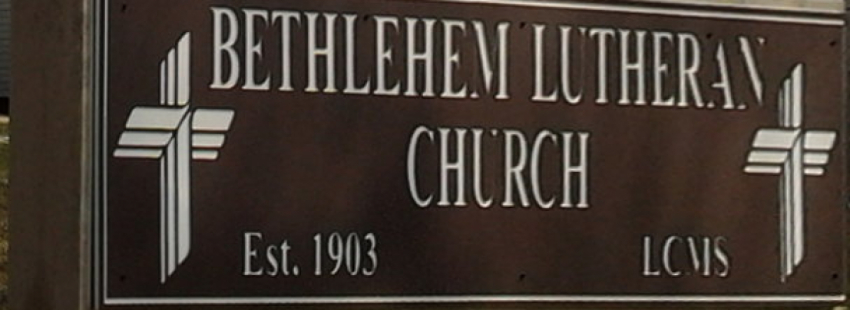 BETHLEHEM LUTHERAN
CHURCH
Est. 1903 LCMS